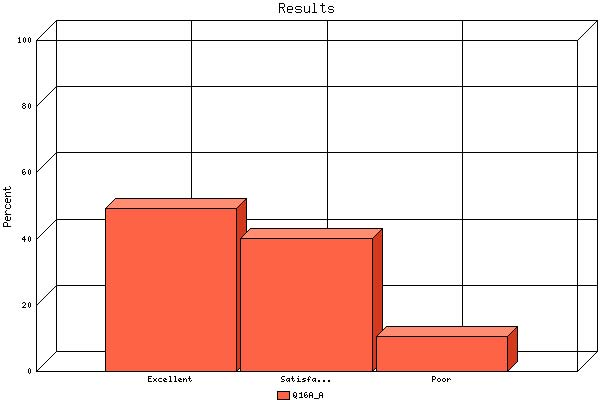 Results
Percent
100
80
60
40
20
0
Excellent
Satisfa...
Poor
Q16A_A